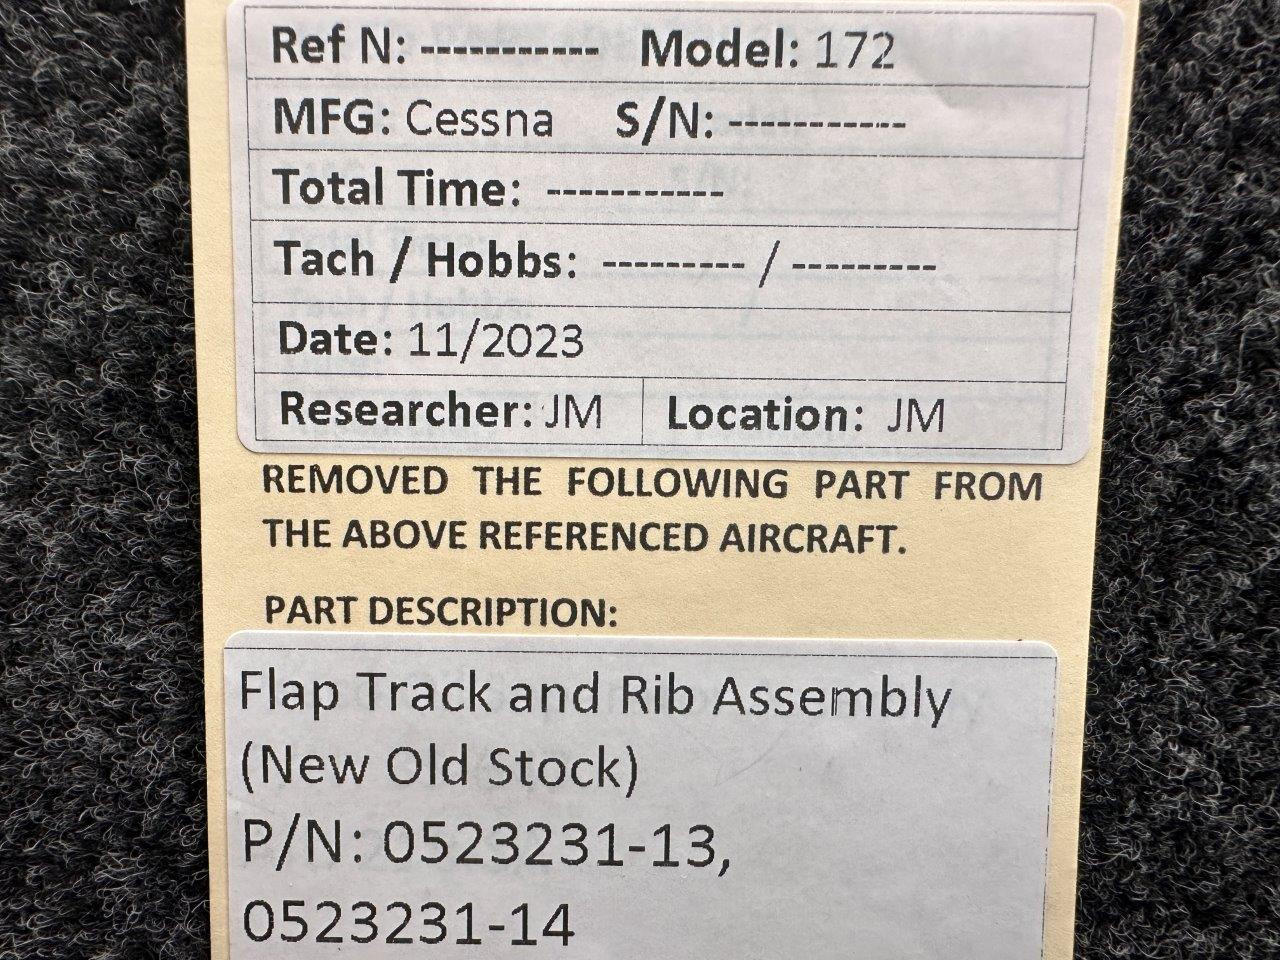 Ref N: ----------- Model: 172
MFG: Cessna S/N: -----------
Total Time: -----------
Tach / Hobbs: --------- / ---------
Date: 11/2023
Researcher: JM Location: JM
REMOVED THE FOLLOWING PART FROM
THE ABOVE REFERENCED AIRCRAFT.
PART DESCRIPTION:
Flap Track and Rib Assembly
(New Old Stock)
P/N: 0523231-13,
0523231-14